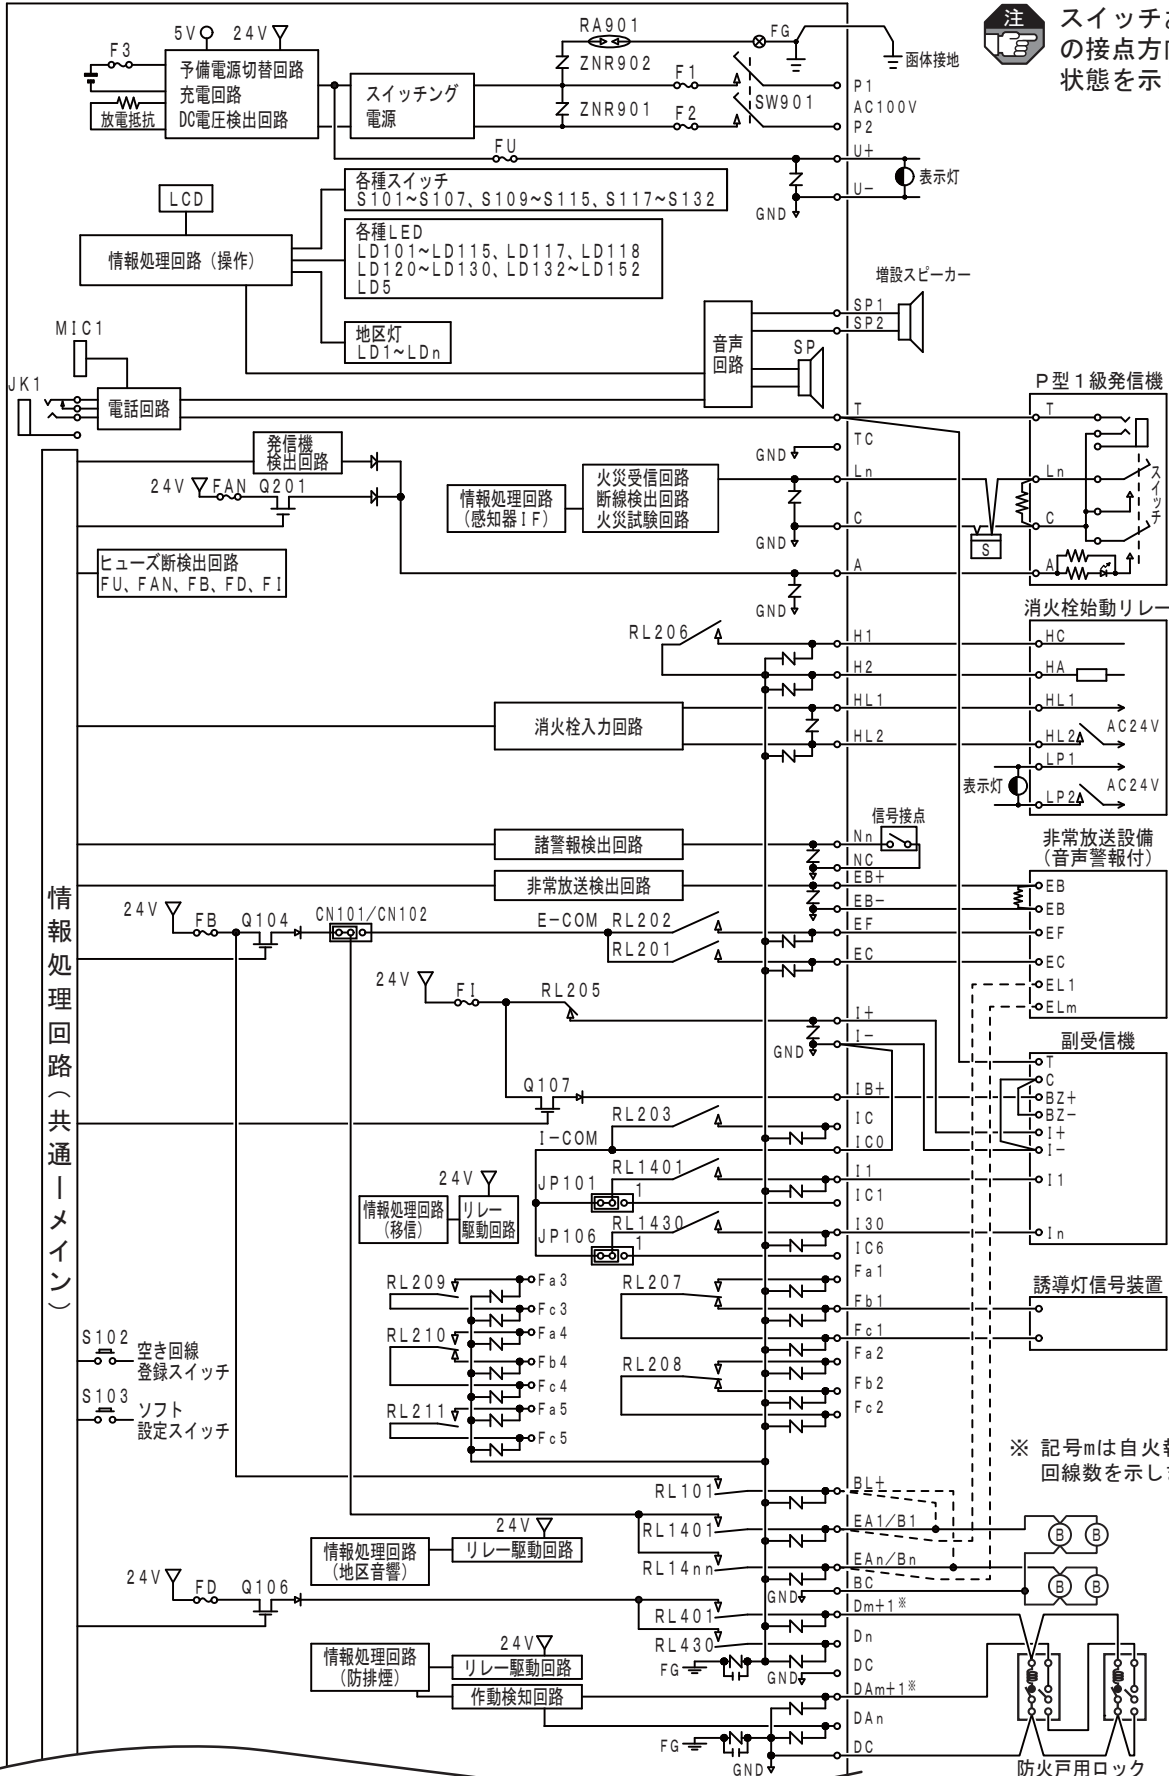 注
スイッチ
の接点方
状態を示
RA901
FG
函体接地
5V
24V
F3
予備電源切替回路
充電回路
DC電圧検出回路
放電抵抗
スイッチング
電源
ZNR902
ZNR901
F1
F2
SW901
P1
AC100V
P2
FU
U+
U-
表示灯
GND
LCD
情報処理回路(操作)
各種スイッチ
S101~S107、S109~S115、S117~S132
各種LED
LD101~LD115、LD117、LD118
LD120~LD130、LD132~LD152
LD5
地区灯
LD1~LDn
増設スピーカー
SP1
SP2
音声
回路
SP
MIC1
JK1
電話回路
T
TC
GND
P型1級発信機
T
Ln
C
A
スイッチ
発信機
検出回路
24V
FAN
Q201
情報処理回路
(感知器IF)
火災受信回路
断線検出回路
火災試験回路
Ln
C
GND
S
A
GND
ヒューズ断検出回路
FU、FAN、FB、FD、FI
消火栓始動リレー
RL206
H1
HC
H2
HA
消火栓入力回路
HL1
HL1
HL2
HL2
AC24V
LP1
表示灯
LP2
AC24V
諸警報検出回路
信号接点
Nn
NC
非常放送設備
(音声警報付)
非常放送検出回路
EB+
EB
EB-
EB
24V
FB
Q104
CN101/CN102
E-COM
RL202
EF
EF
RL201
EC
EC
EL1
ELm
24V
FI
RL205
I+
I-
GND
副受信機
T
C
BZ+
BZ-
I+
I-
I1
In
Q107
IB+
RL203
IC
I-COM
IC0
JP101
1
RL1401
I1
IC1
情報処理回路
(移信)
24V
リレー
駆動回路
JP106
1
RL1430
I30
IC6
RL209
Fa3
Fc3
RL210
Fa4
Fb4
Fc4
RL211
Fa5
Fc5
RL207
Fa1
Fb1
Fc1
RL208
Fa2
Fb2
Fc2
誘導灯信号装置
情報処理回路(共通ーメイン)
S102
空き回線
登録スイッチ
S103
ソフト
設定スイッチ
※ 記号mは自火
回線数を示し
RL101
BL+
RL1401
EA1/B1
B
B
情報処理回路
(地区音響)
24V
リレー駆動回路
RL14nn
EAn/Bn
B
B
GND
BC
24V
FD
Q106
RL401
Dm+1※
RL430
Dn
FG
GND
DC
情報処理回路
(防排煙)
24V
リレー駆動回路
作動検知回路
DAm+1※
DAn
FG
GND
DC
防火戸用ロック